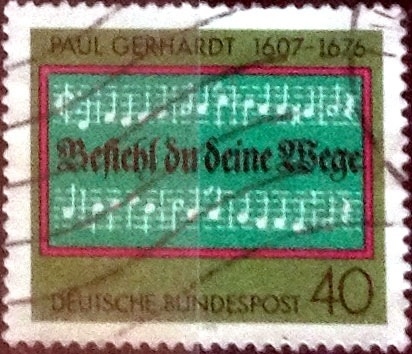 PAUL GERHARDT 1607-1676
Befiehl du deine Wege
DEUTSCHE BUNDESPOST 40